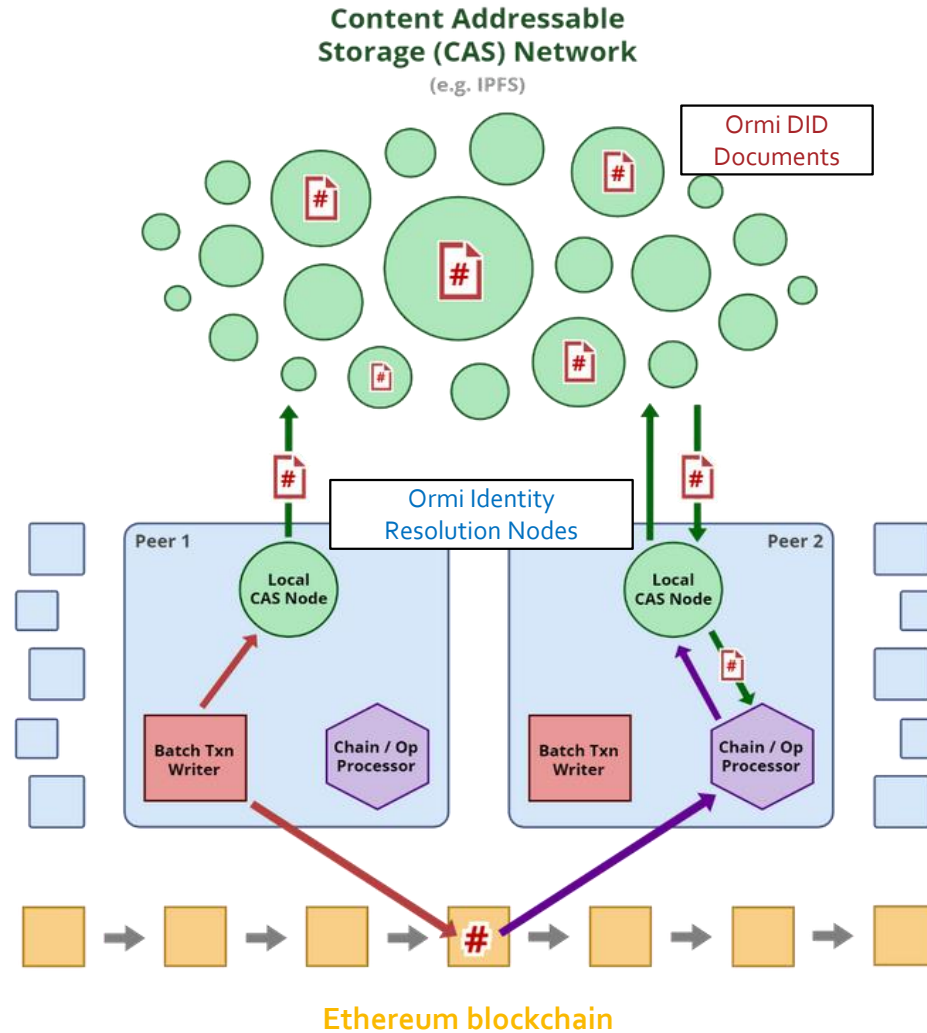 Content Addressable
Storage (CAS) Network
(e.g. IPFS)
Ormi DID
Documents
#
#
#
#
#
#
#
Ormi Identity
Resolution Nodes
Peer 1
Peer 2
Local
CAS Node
Local
CAS Node
#
Batch Txn
Writer
Chain / Op
Processor
Batch Txn
Writer
Chain / Op
Processor
#
Ethereum blockchain